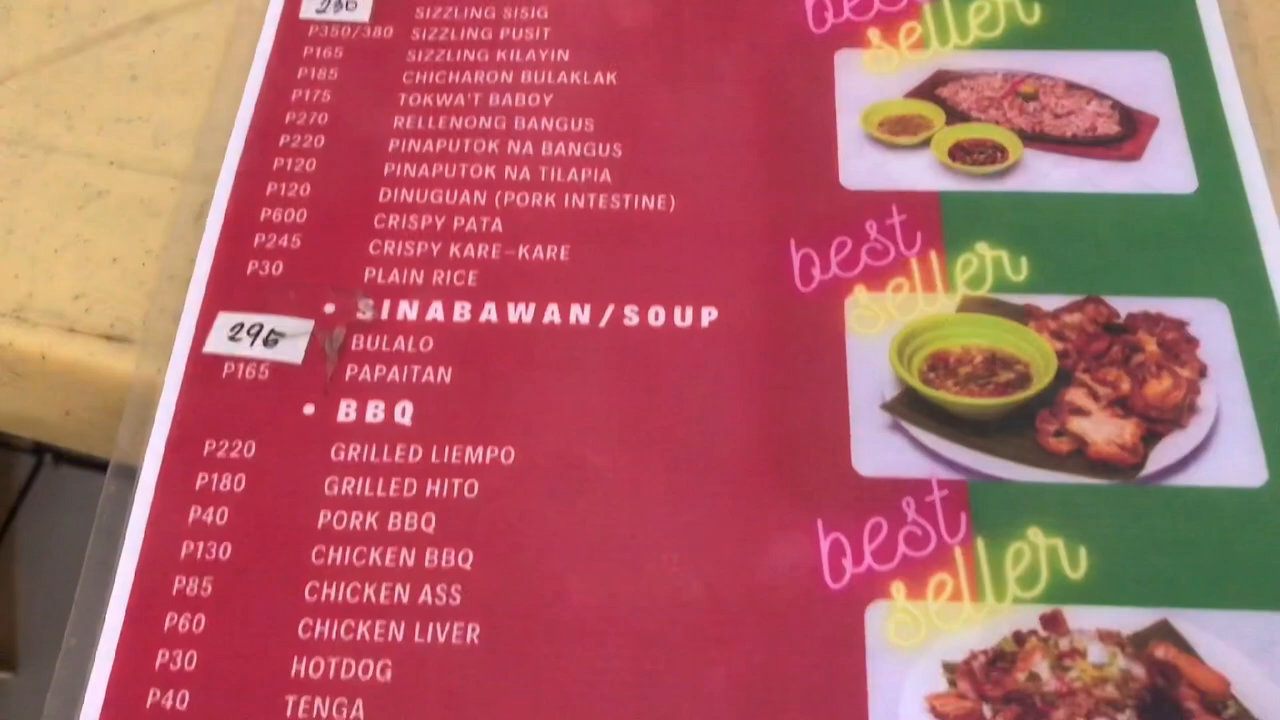 230 SIZZLING SISIG
P350/380 SIZZLING PUSIT
P165 SIZZLING KILAYIN
P185 CHICHARON BULAKLAK
P175 TOKWA'T BABOY
P270 RELLENONG BANGUS
P220 PINAPUTOK NA BANGUS
P120 PINAPUTOK NA TILAPIA
P120 DINUGUAN (PORK INTESTINE)
P600 CRISPY PATA
P245 CRISPY KARE-KARE
P30 PLAIN RICE
• SINABAWAN/SOUP
295 BULALO
P165 PAPAITAN
• BBQ
P220 GRILLED LIEMPO
P180 GRILLED HITO
P40 PORK BBQ
P130 CHICKEN BBQ
P85 CHICKEN ASS
P60 CHICKEN LIVER
P30 HOTDOG
P40 TENGA
best
seller
best
seller
best
seller